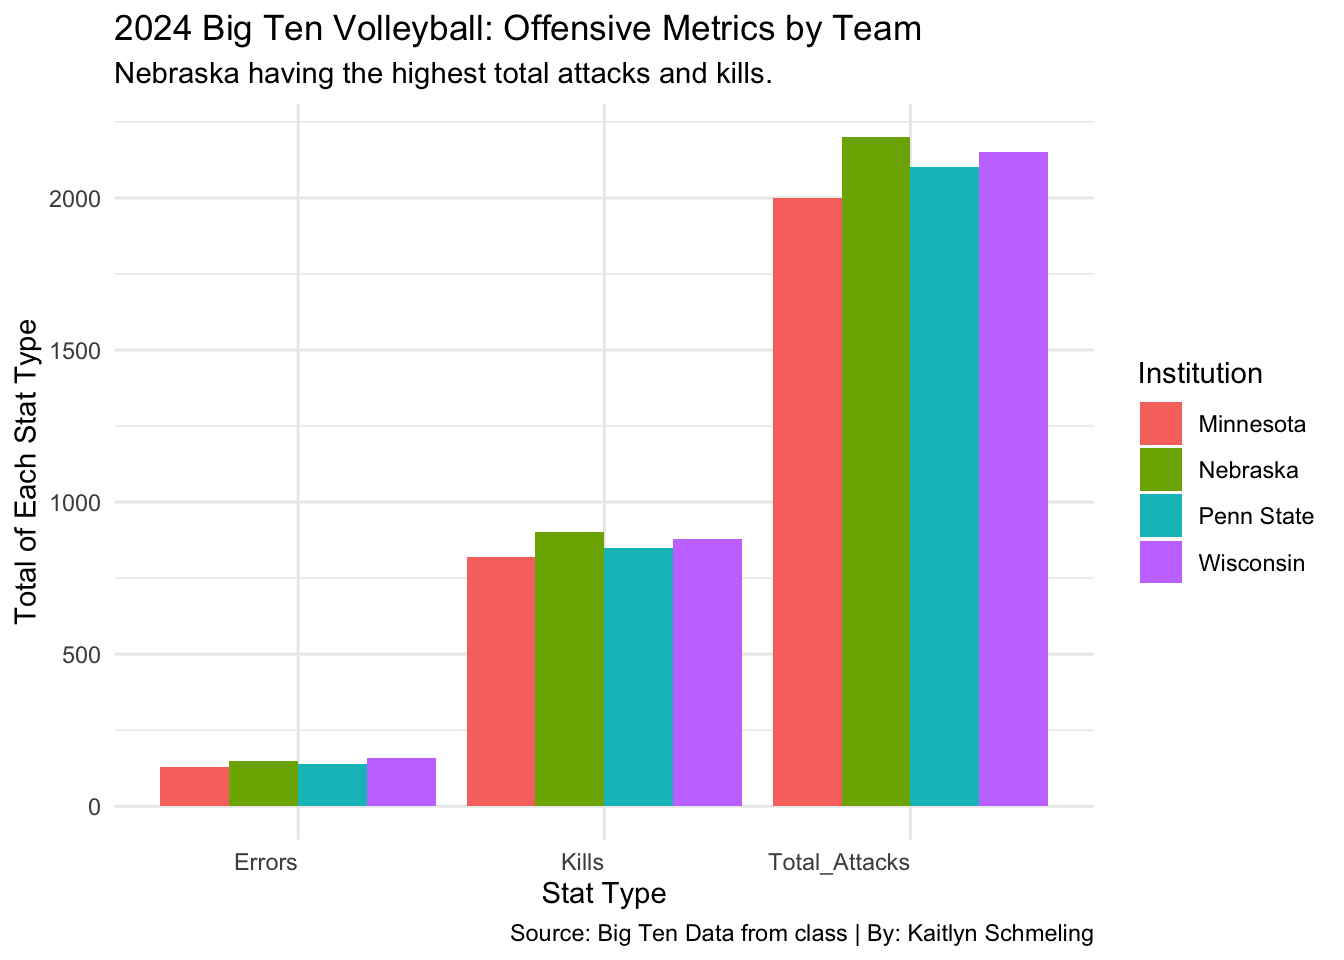 2024 Big Ten Volleyball: Offensive Metrics by Team
Nebraska having the highest total attacks and kills.
Total of Each Stat Type
2000
1500
1000
500
0
Errors
Kills
Total_Attacks
Stat Type
Institution
Minnesota
Nebraska
Penn State
Wisconsin
Source: Big Ten Data from class | By: Kaitlyn Schmeling